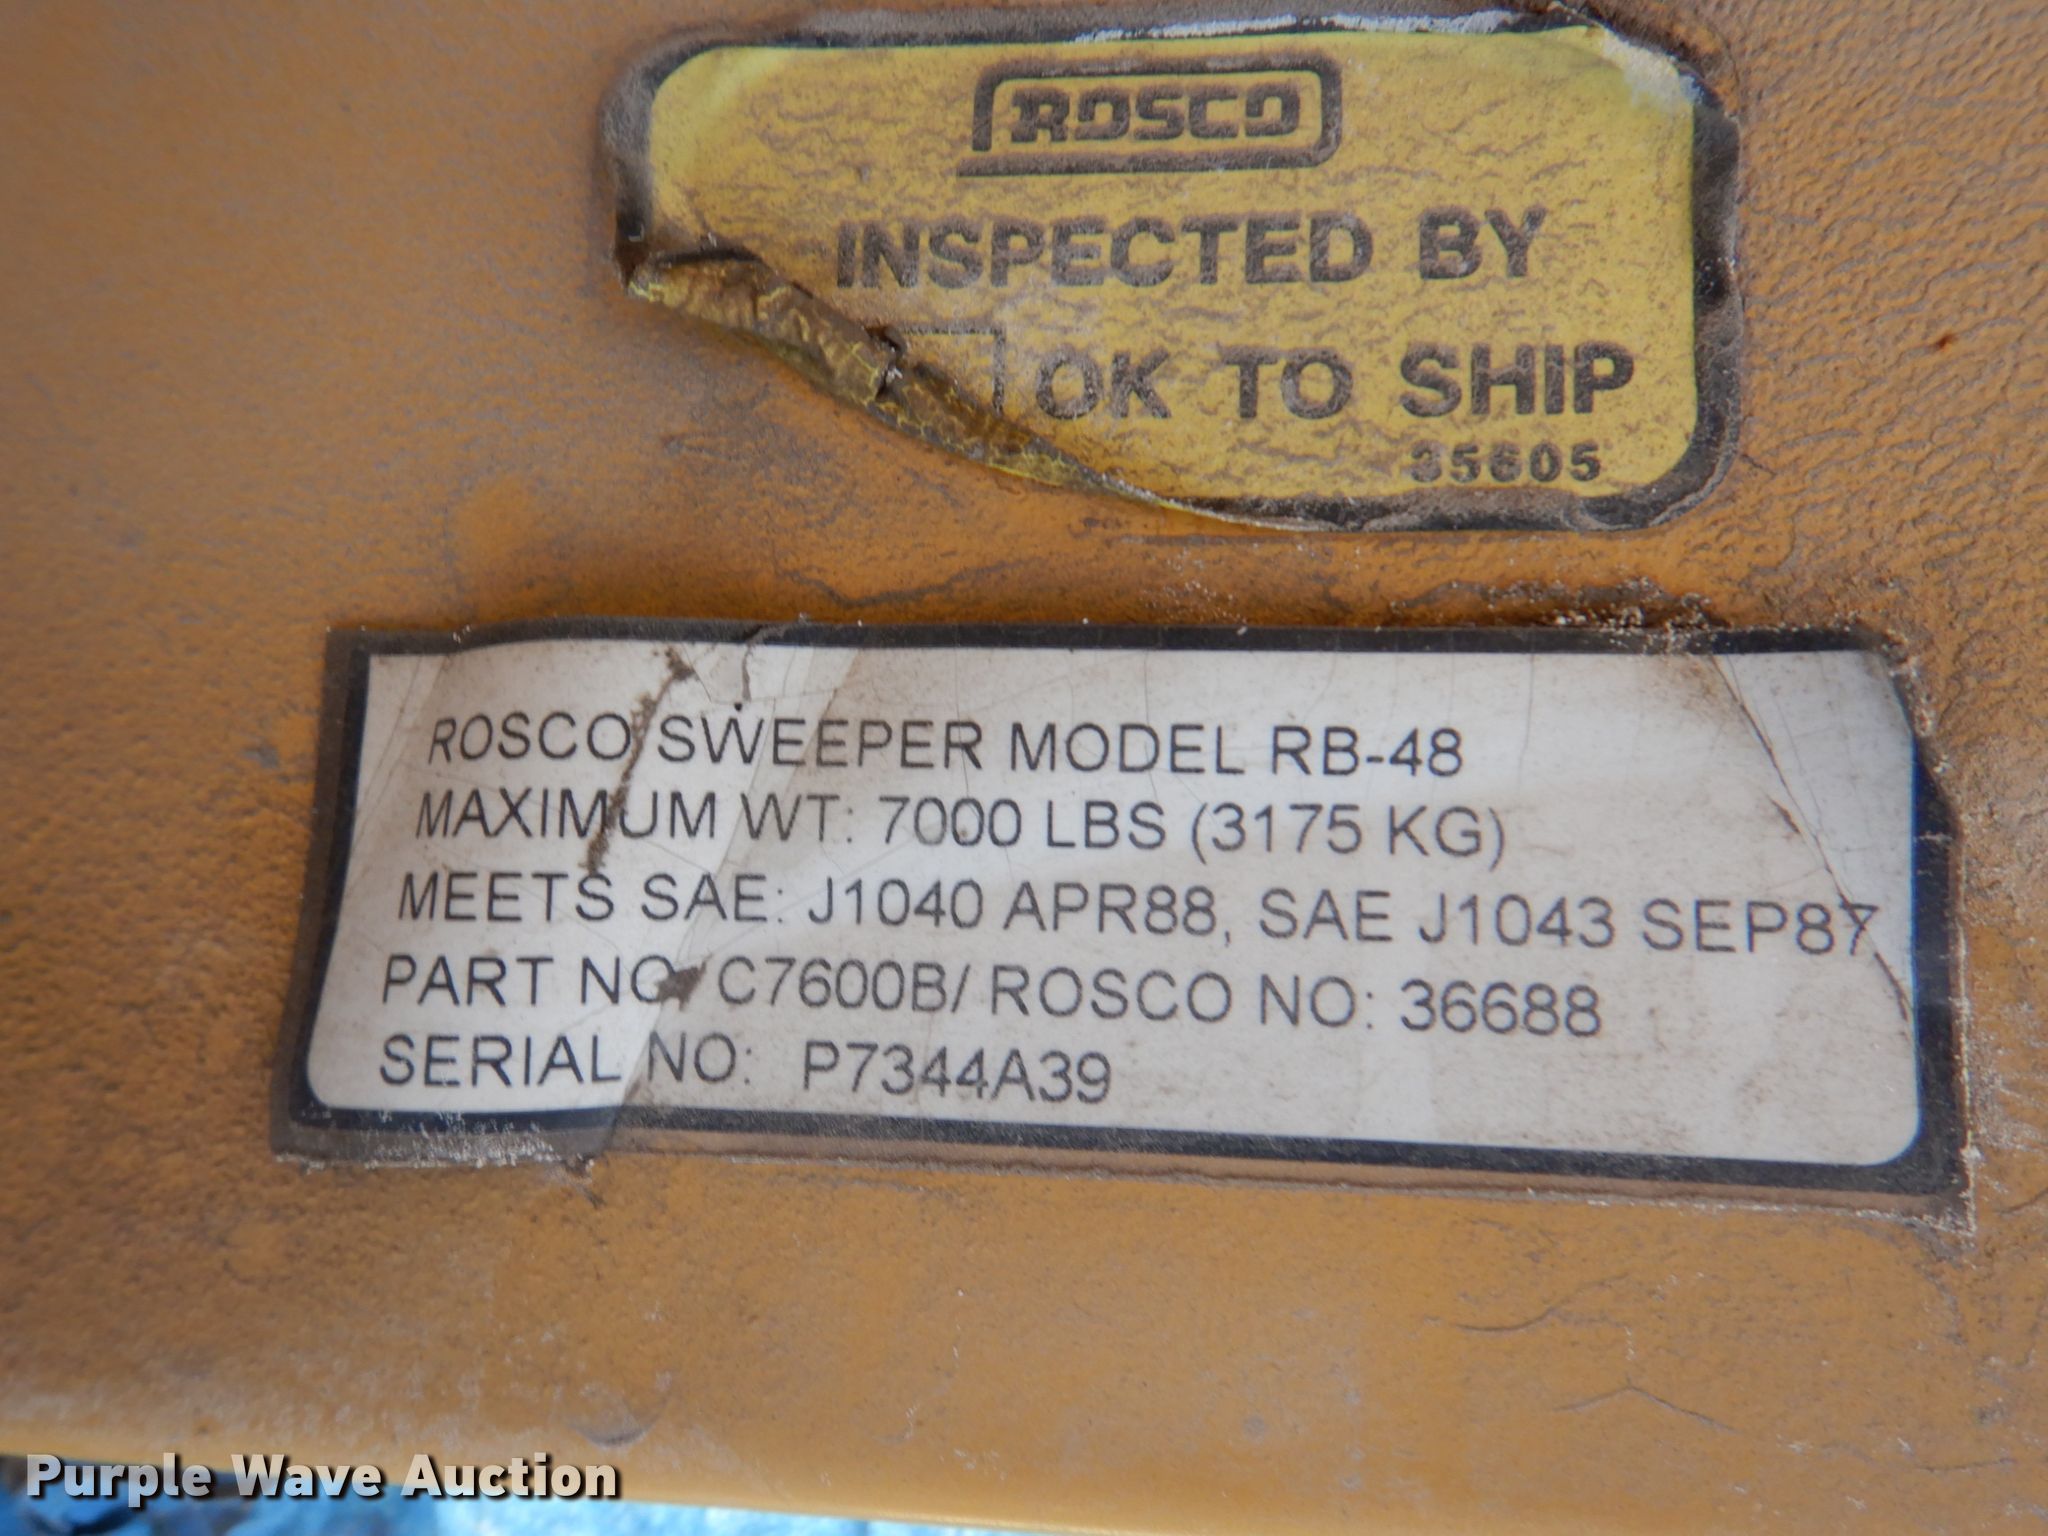 ROSCO
INSPECTED BY
OK TO SHIP
35605
ROSCO SWEEPER MODEL RB-48
MAXIMUM WT: 7000 LBS (3175 KG)
MEETS SAE: J1040 APR88, SAE J1043 SEP87
PART NO: C7600B/ ROSCO NO: 36688
SERIAL NO: P7344A39
Purple Wave Auction